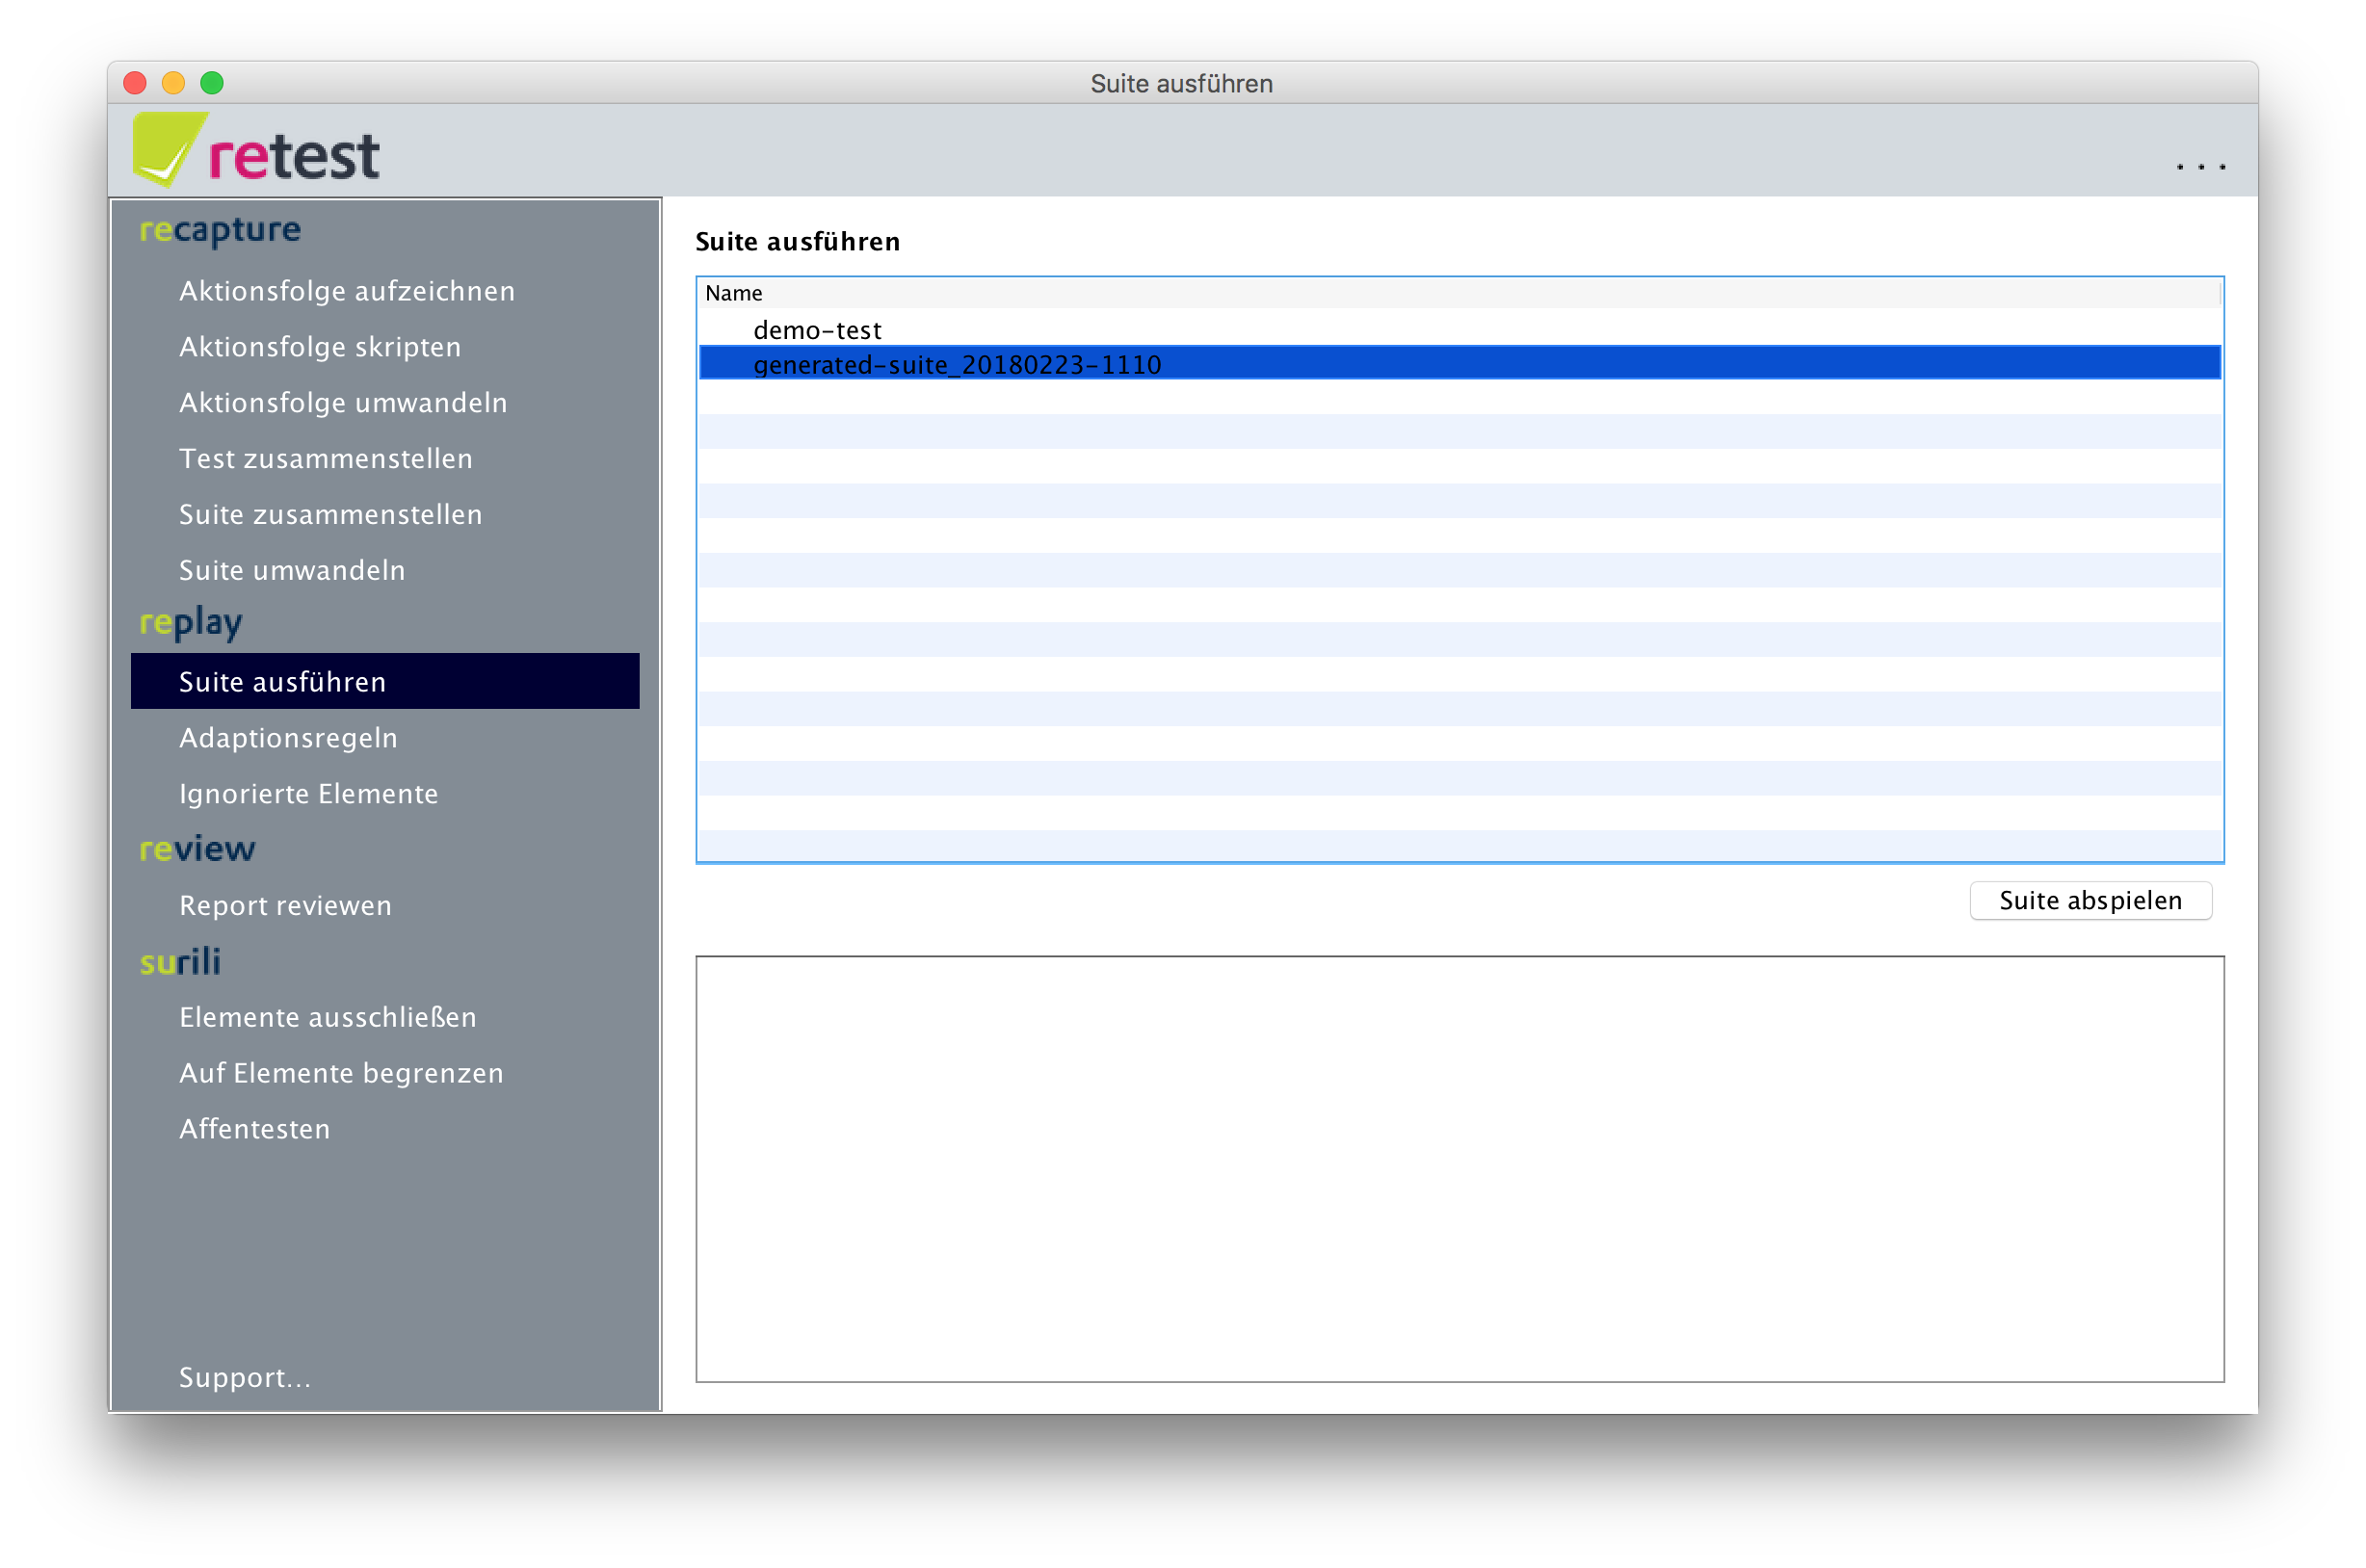 Suite ausführen
retest
...
recapture
Aktionsfolge aufzeichnen
Aktionsfolge skripten
Aktionsfolge umwandeln
Test zusammenstellen
Suite zusammenstellen
Suite umwandeln
replay
Suite ausführen
Adaptionsregeln
Ignorierte Elemente
review
Report reviewen
surili
Elemente ausschließen
Auf Elemente begrenzen
Affentesten
Support...
Suite ausführen
Name
demo-test
generated-suite_20180223-1110
Suite abspielen